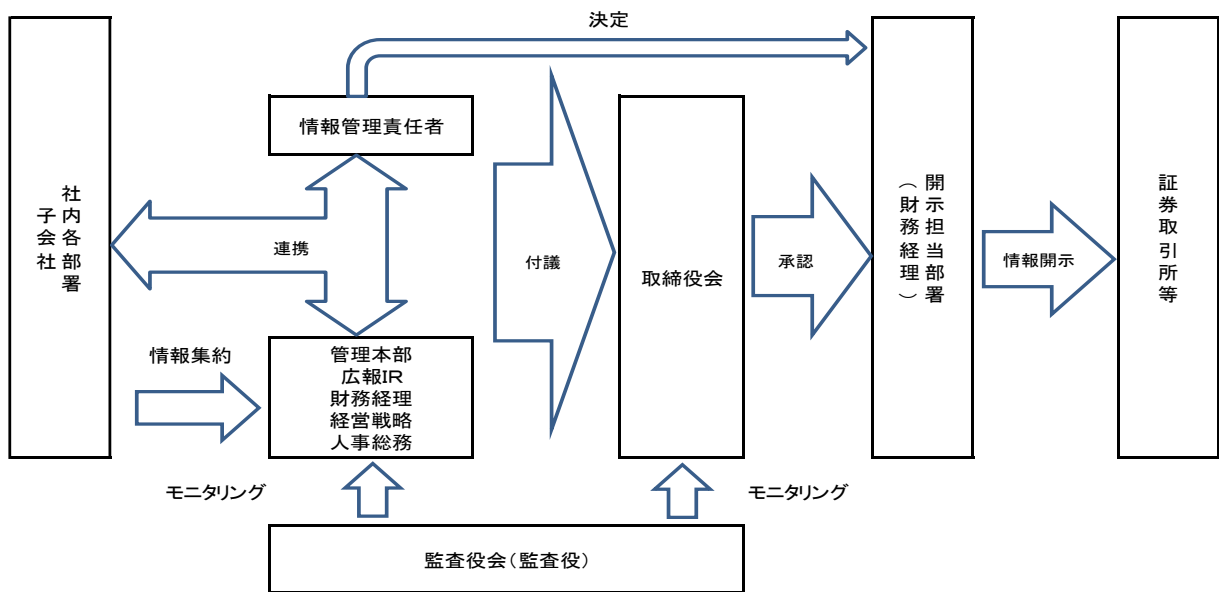 決定
情報管理責任者
社内各部署
子会社
連携
付議
取締役会
承認
開示担当部署
（財務経理）
情報開示
証券取引所等
情報集約
管理本部
広報IR
財務経理
経営戦略
人事総務
モニタリング
モニタリング
監査役会（監査役）